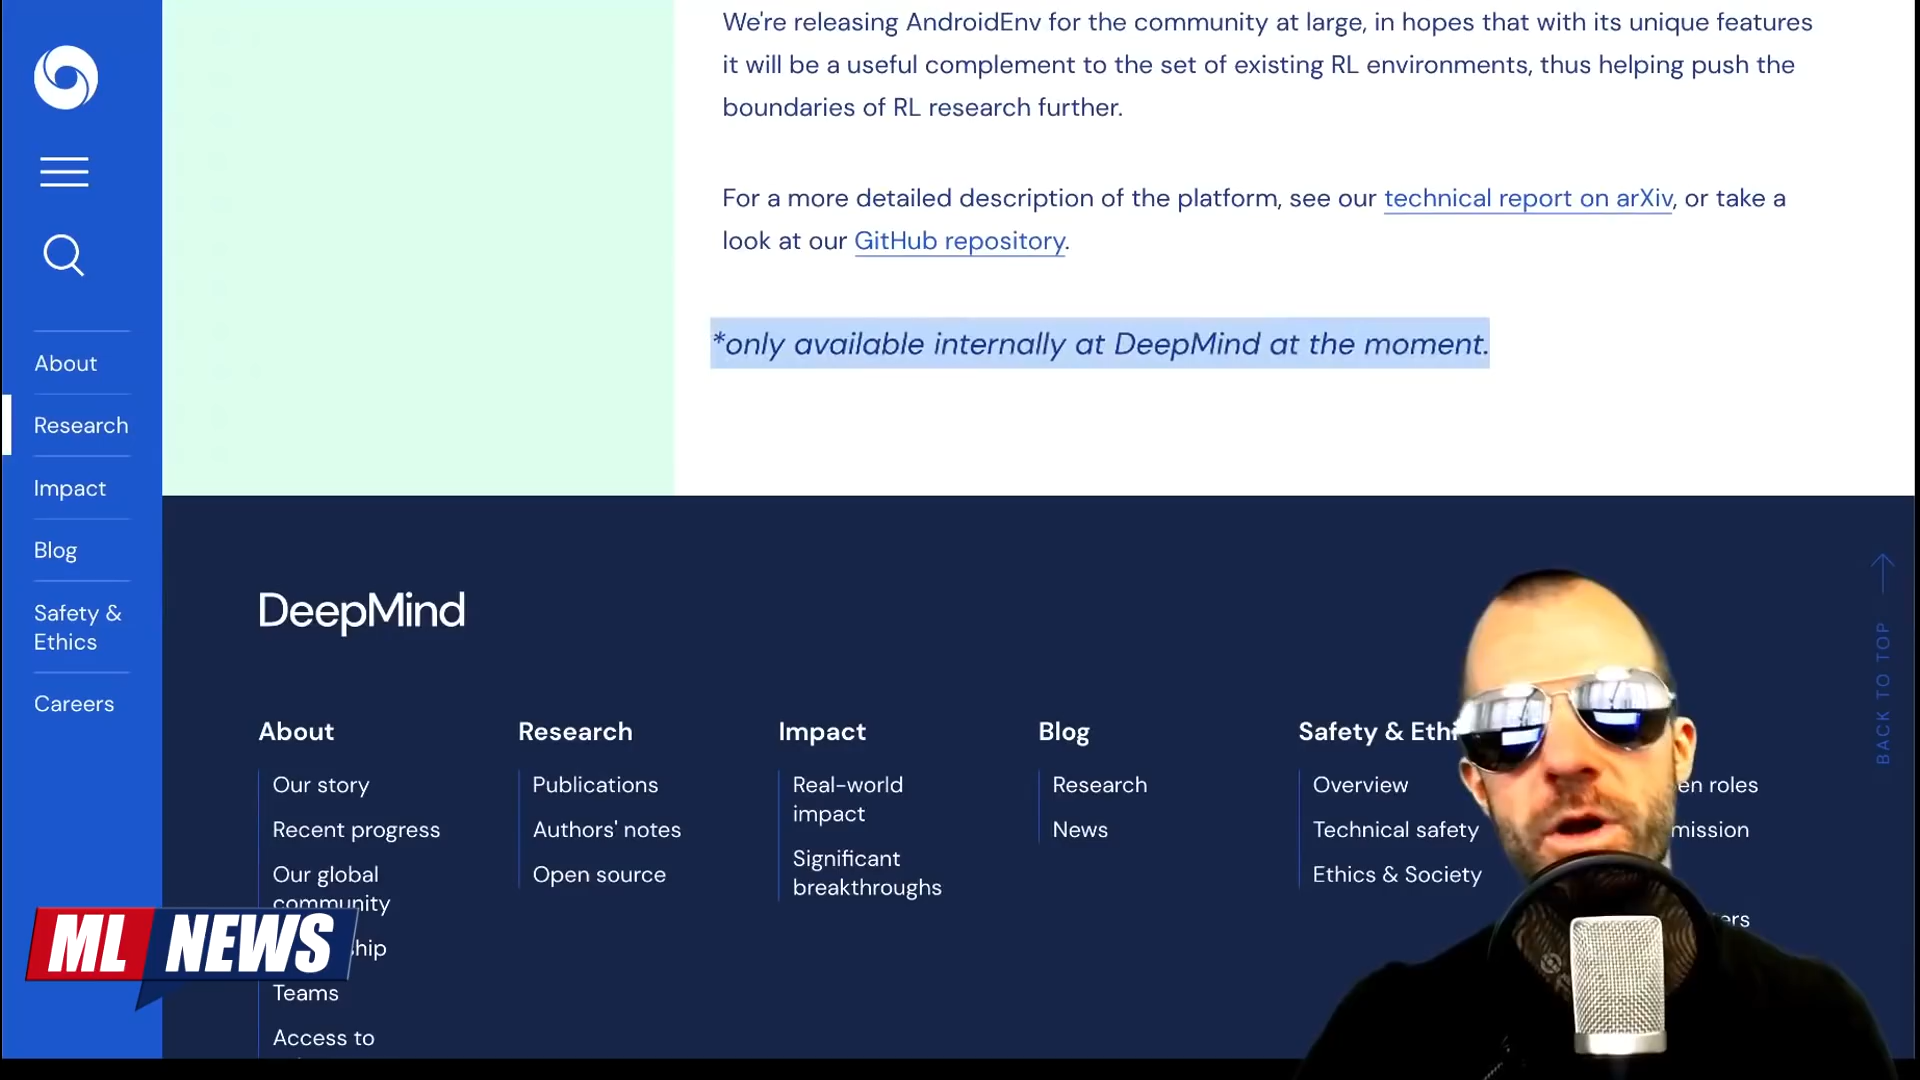 We're releasing AndroidEnv for the community at large, in hopes that with its unique features
it will be a useful complement to the set of existing RL environments, thus helping push the
boundaries of RL research further.
For a more detailed description of the platform, see our technical report on arXiv, or take a
look at our GitHub repository.
*only available internally at DeepMind at the moment.
About
Research
Impact
Blog
Safety &
Ethics
Careers
DeepMind
BACK TO TOP
About
Our story
Recent progress
Our global
community
Teams
Access to
Research
Publications
Authors' notes
Open source
Impact
Real-world
impact
Significant
breakthroughs
Blog
Research
News
Safety &
Overview
Technical safety
Ethics & Society
roles
mission
ML NEWS